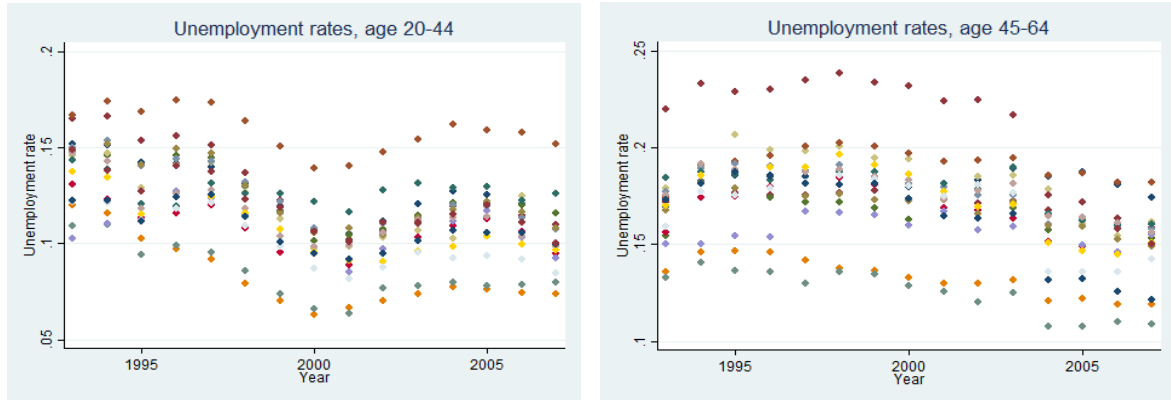 Unemployment rates, age 20-44
Unemployment rate
.2
.15
.1
.05
1995
2000
2005
Year
Unemployment rates, age 45-64
Unemployment rate
.25
.2
.15
.1
1995
2000
2005
Year